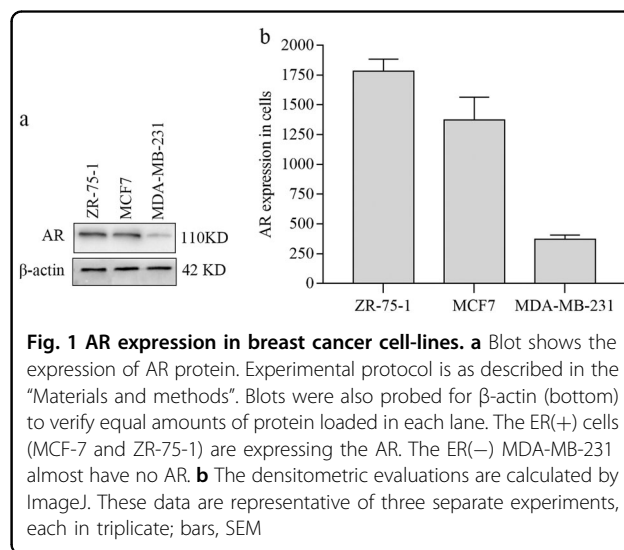 a
ZR-75-1
MCF7
MDA-MB-231
AR
110KD
β-actin
42 KD
b
AR expression in cells
2000
1750
1500
1250
1000
750
500
250
0
ZR-75-1
MCF7
MDA-MB-231
Fig. 1 AR expression in breast cancer cell-lines. a Blot shows the
expression of AR protein. Experimental protocol is as described in the
“Materials and methods”. Blots were also probed for β-actin (bottom)
to verify equal amounts of protein loaded in each lane. The ER(+) cells
(MCF-7 and ZR-75-1) are expressing the AR. The ER(−) MDA-MB-231
almost have no AR. b The densitometric evaluations are calculated by
ImageJ. These data are representative of three separate experiments,
each in triplicate; bars, SEM